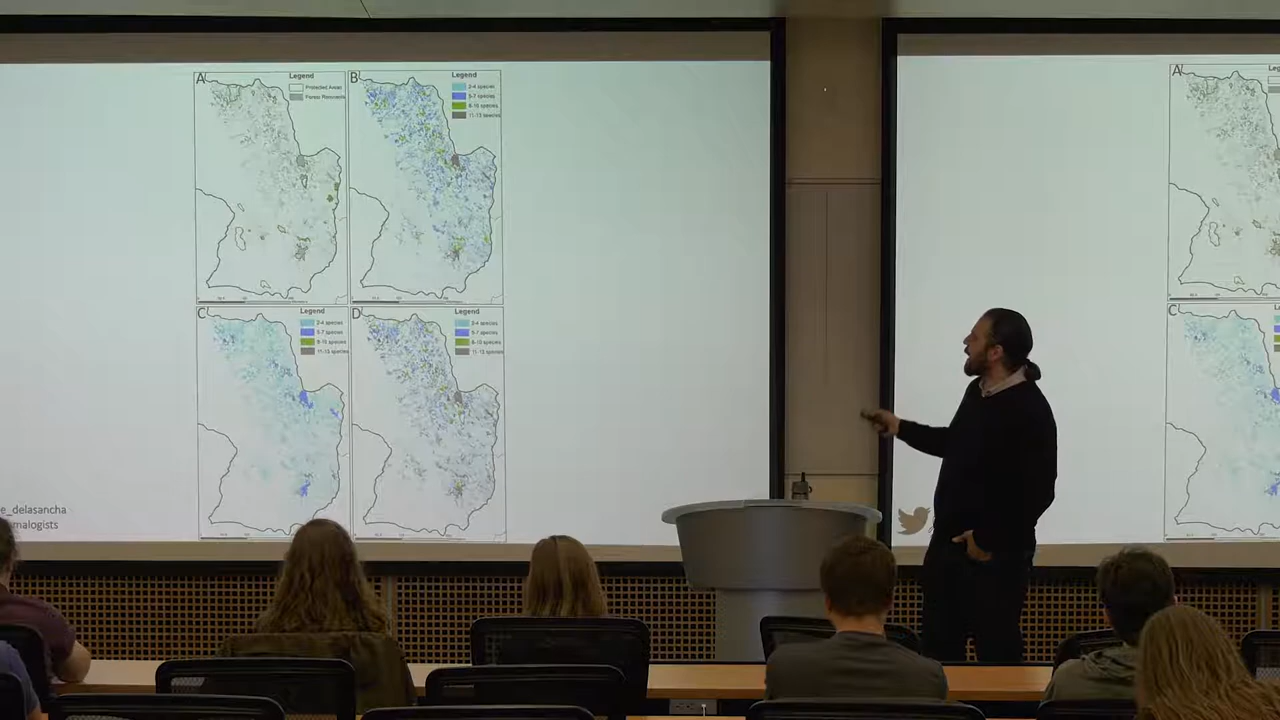 A
Legend
Protected Areas
Forest Remnants
B
Legend
2-4 species
5-7 species
8-10 species
11-13 species
C
Legend
2-4 species
5-7 species
8-10 species
11-13 species
D
Legend
2-4 species
5-7 species
8-10 species
11-13 species
e_delasancha
malogists
A
Leg
C
Le